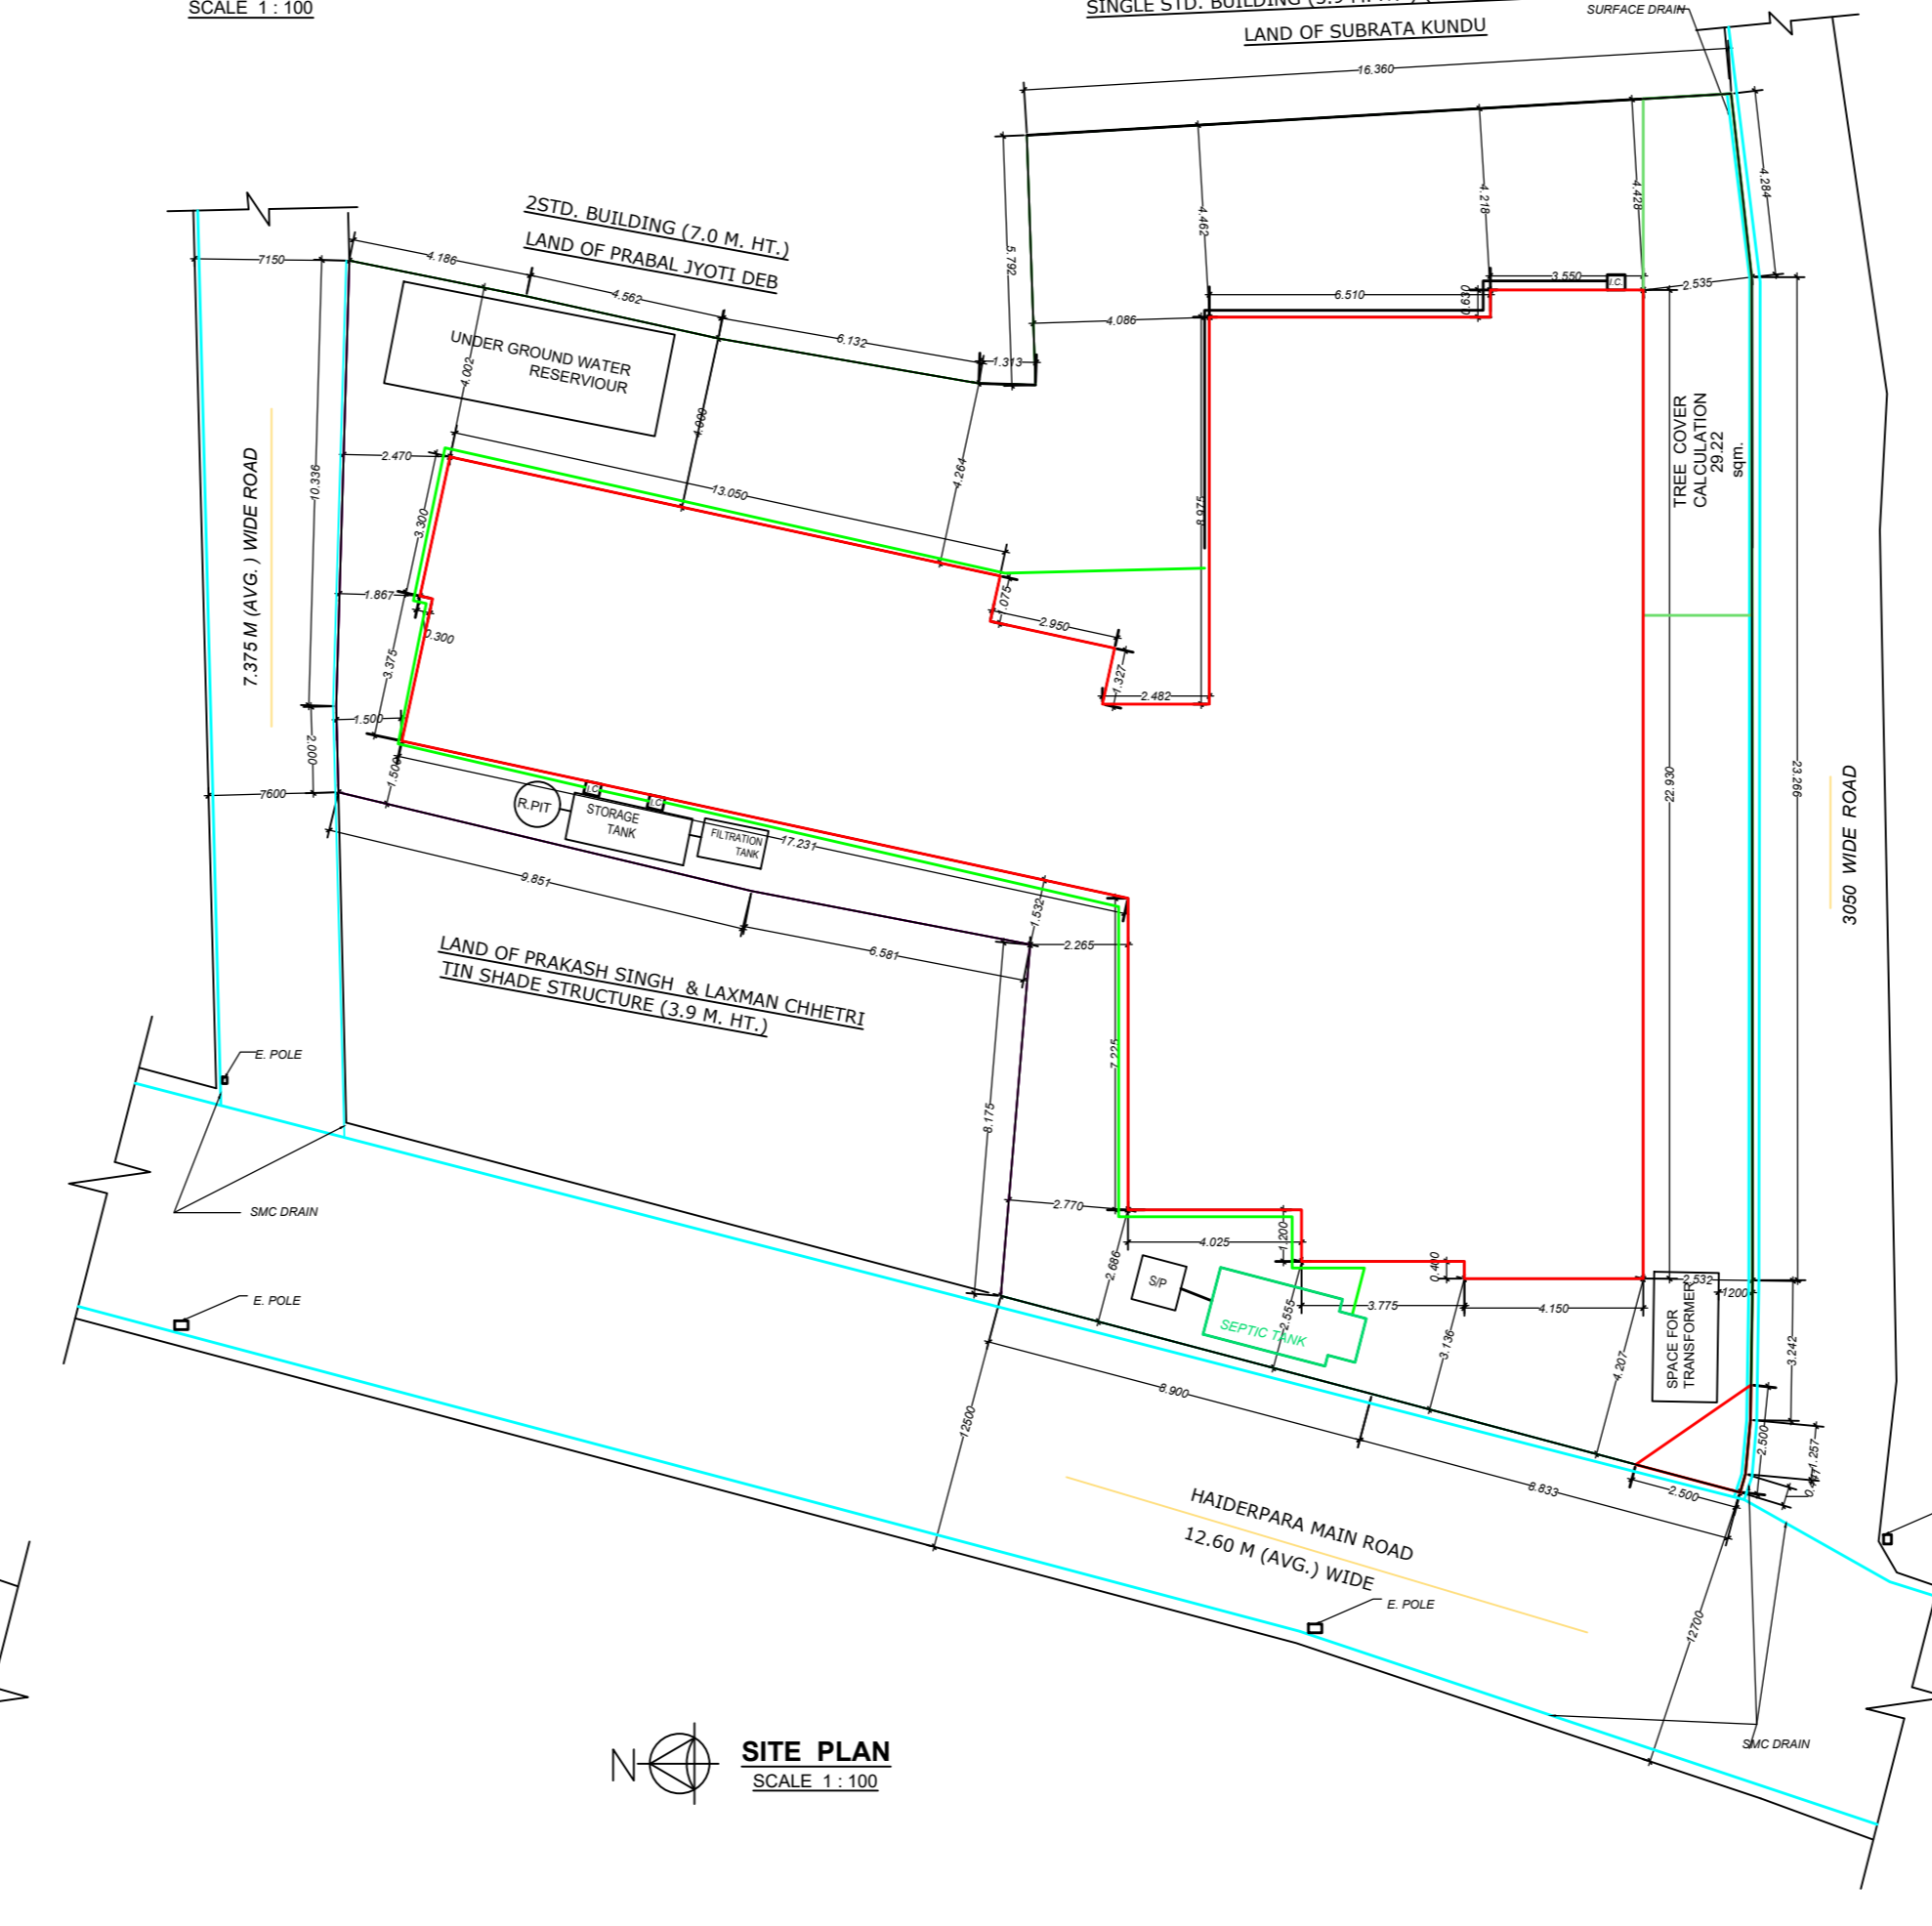 SCALE 1 : 100
LAND OF SUBRATA KUNDU
SURFACE DRAIN
16.360
4.284
4.462
4.218
4.428
5.792
2STD. BUILDING (7.0 M. HT.)
LAND OF PRABAL JYOTI DEB
7150
4.186
4.562
6.132
1.313
4.086
6.510
0.630
3.550
I.C.
2.535
UNDER GROUND WATER
RESERVIOUR
4.002
4.000
4.264
2.470
13.050
10.336
7.375 M (AVG. ) WIDE ROAD
3.300
1.867
0.300
3.375
1.500
2.000
1.500
7600
8.975
1.075
2.950
1.327
2.482
TREE COVER
CALCULATION
29.22
sqm.
22.930
23.266
3050 WIDE ROAD
I.C.
I.C.
R.PIT
STORAGE
TANK
FILTRATION
TANK
17.231
9.851
6.581
1.532
2.265
LAND OF PRAKASH SINGH & LAXMAN CHHETRI
TIN SHADE STRUCTURE (3.9 M. HT.)
E. POLE
7.225
8.175
2.770
SMC DRAIN
4.025
1.200
0.400
2.686
S/P
SEPTIC TANK
2.555
3.775
4.150
3.136
4.207
2.532
1200
SPACE FOR
TRANSFORMER
3.242
E. POLE
8.900
12500
2.500
1.257
2.500
8.833
HAIDERPARA MAIN ROAD
12.60 M (AVG.) WIDE
E. POLE
12700
SMC DRAIN
N
SITE PLAN
SCALE 1 : 100